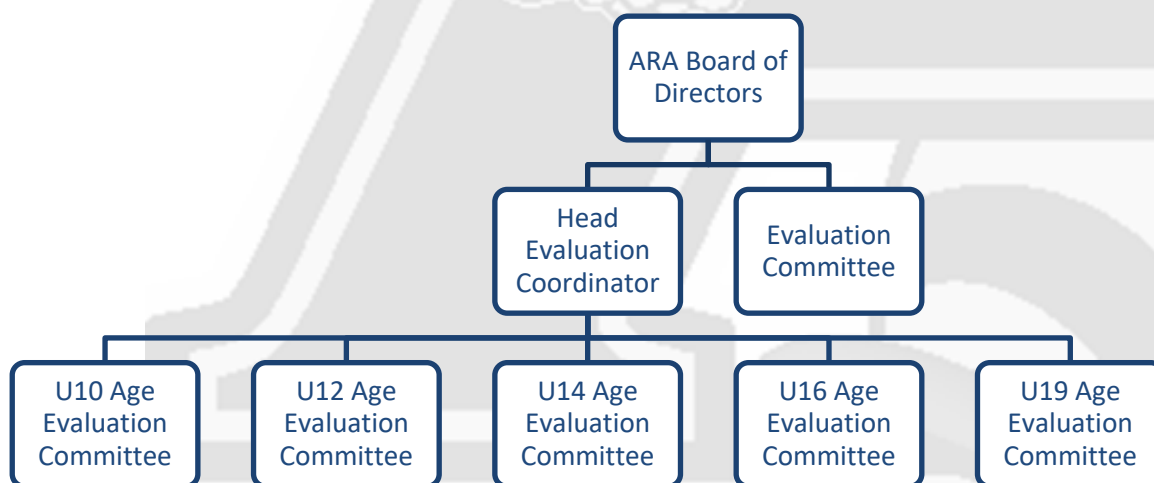 ARA Board of
Directors
Head
Evaluation
Coordinator
Evaluation
Committee
U10 Age
Evaluation
Committee
U12 Age
Evaluation
Committee
U14 Age
Evaluation
Committee
U16 Age
Evaluation
Committee
U19 Age
Evaluation
Committee